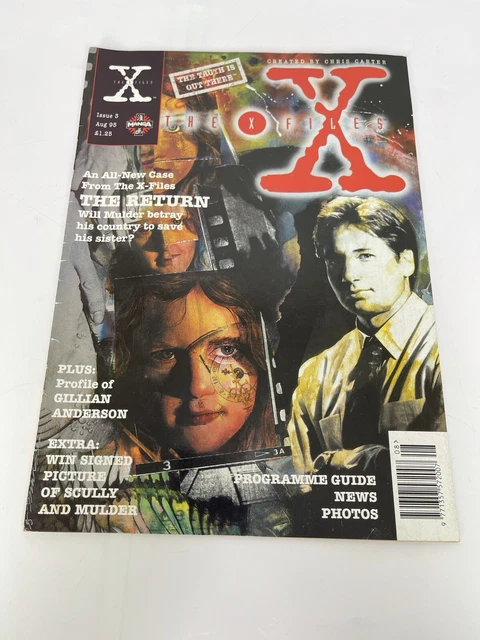 CREATED BY CHRIS CARTER
X
THE X FILES
THE TRUTH IS
OUT THERE
X
THE X FILES
Issue 3
Aug 95
£1.25
MANGA
An All-New Case
From The X-Files
THE RETURN
Will Mulder betray
his country to save
his sister?
PLUS:
Profile of
GILLIAN
ANDERSON
EXTRA:
WIN SIGNED
PICTURE
OF SCULLY
AND MULDER
3
3A
PROGRAMME GUIDE
NEWS
PHOTOS
08>